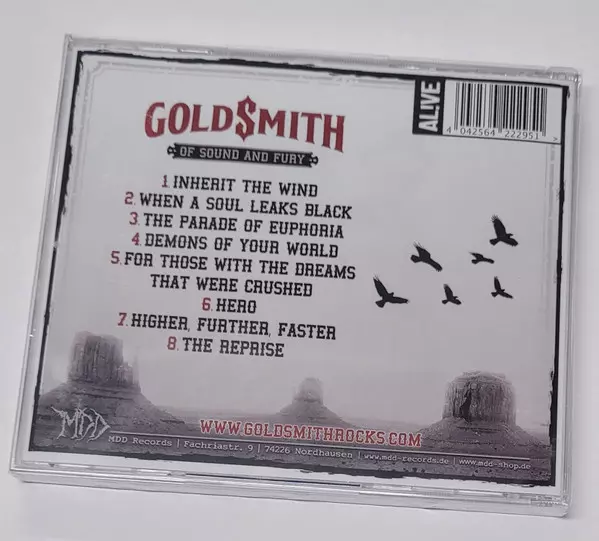 AL!VE
4 042564 222951 >
GOLD$MITH
OF SOUND AND FURY
1. INHERIT THE WIND
2. WHEN A SOUL LEAKS BLACK
3. THE PARADE OF EUPHORIA
4. DEMONS OF YOUR WORLD
5. FOR THOSE WITH THE DREAMS
THAT WERE CRUSHED
6. HERO
7. HIGHER, FURTHER, FASTER
8. THE REPRISE
WWW.GOLDSMITHROCKS.COM
MDD
MDD Records | Fachriastr. 9 | 74226 Nordhausen | www.mdd-records.de | www.mdd-shop.de